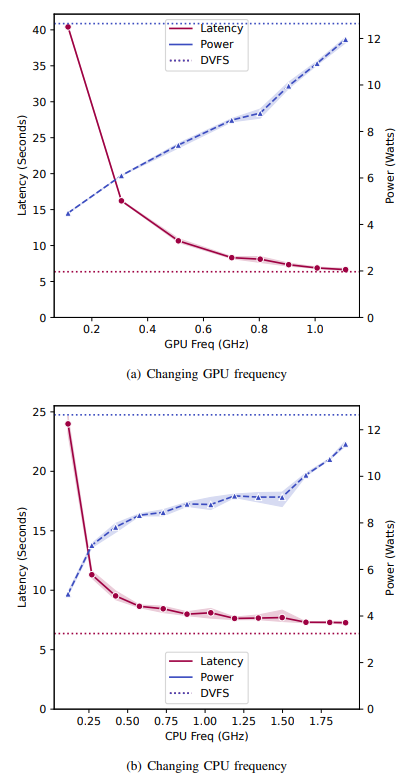 40
35
30
25
20
15
10
5
0
Latency (Seconds)
Latency
Power
DVFS
12
10
8
6
4
2
0
Power (Watts)
0.2 0.4 0.6 0.8 1.0
GPU Freq (GHz)
(a) Changing GPU frequency
25
20
15
10
5
0
Latency (Seconds)
Latency
Power
DVFS
12
10
8
6
4
2
0
Power (Watts)
0.25 0.50 0.75 1.00 1.25 1.50 1.75
CPU Freq (GHz)
(b) Changing CPU frequency